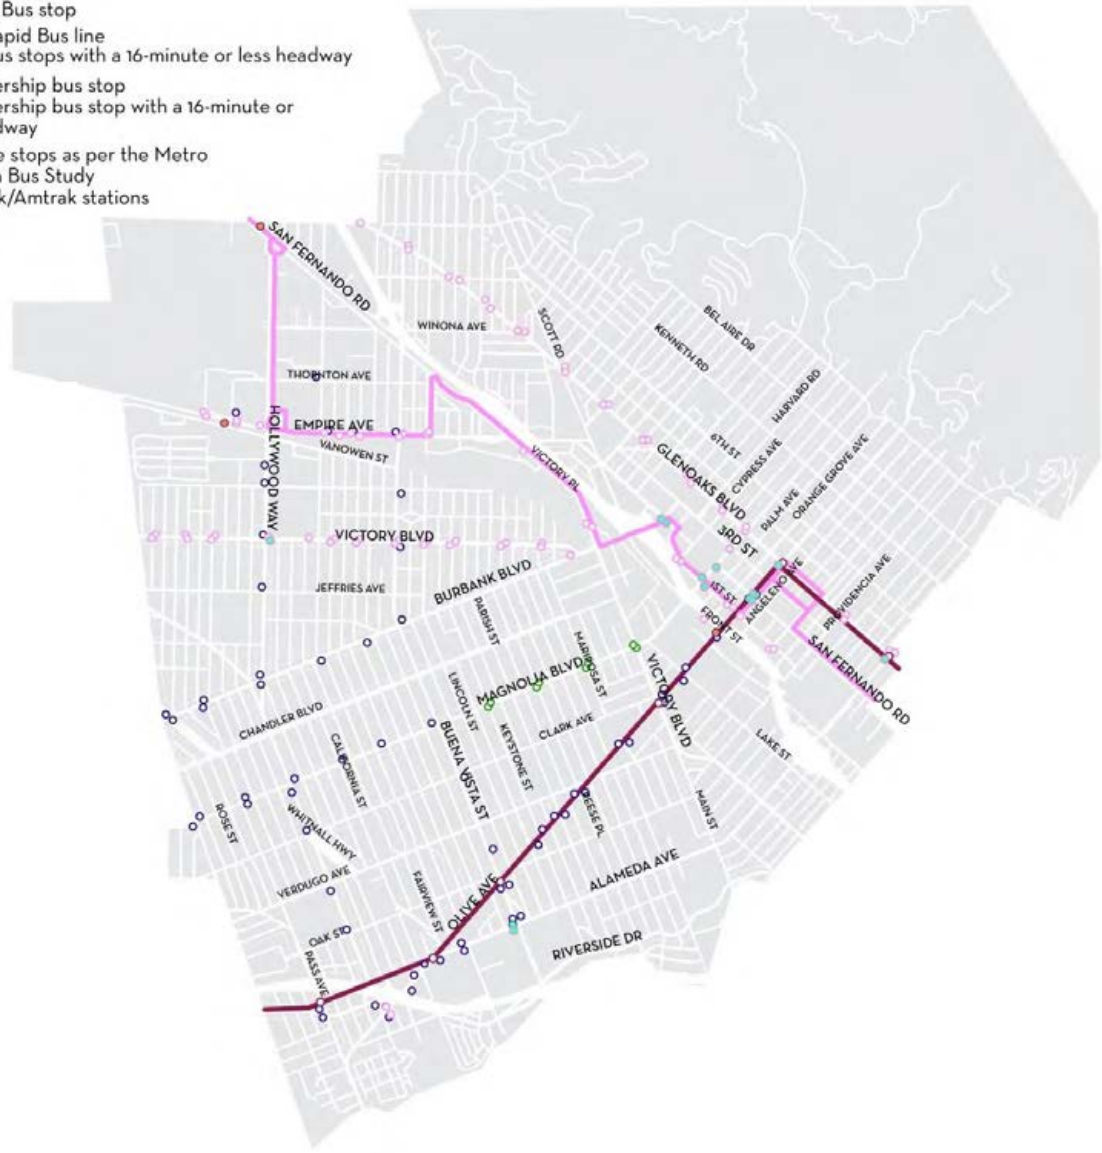 Bus stop
apid Bus line
us stops with a 16-minute or less headway
ership bus stop
ership bus stop with a 16-minute or
dway
e stops as per the Metro
n Bus Study
k/Amtrak stations
SAN FERNANDO RD
WINONA AVE
SCOTT RD
BEL AIRE DR
KENNETH RD
THORNTON AVE
HARVARD RD
HOLLYWOOD WAY
EMPIRE AVE
VANOWEN ST
VICTORY PL
6TH ST
GLENOAKS BLVD
CYPRESS AVE
ORANGE GROVE AVE
PALM AVE
VICTORY BLVD
3RD ST
JEFFRIES AVE
BURBANK BLVD
1ST ST
ANGELENO AVE
PROVIDENCIA AVE
FRONT ST
PARISH ST
MARIPOSA ST
SAN FERNANDO RD
MAGNOLIA BLVD
VICTORY BLVD
LINCOLN ST
CHANDLER BLVD
CLARK AVE
KEYSTONE ST
BUENA VISTA ST
CALIFORNIA ST
LAKE ST
ROSE ST
WHITNALL HWY
REESE PL
MAIN ST
VERDUGO AVE
FAIRVIEW ST
OLIVE AVE
ALAMEDA AVE
OAK ST
PASS AVE
RIVERSIDE DR